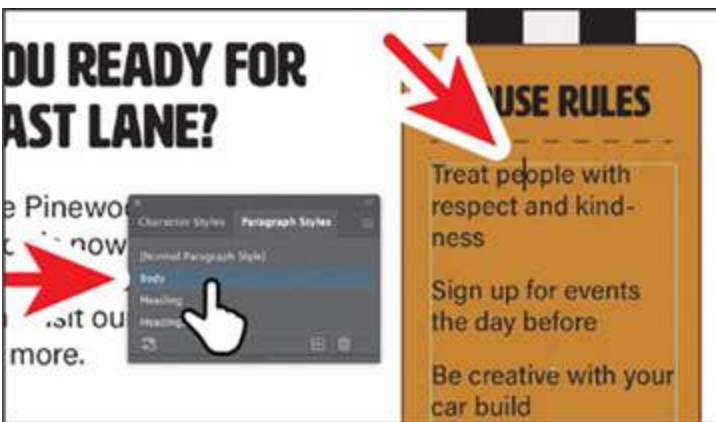 OU READY FOR
AST LANE?
e Pinewo
now
visit ou
more.
Character Styles Paragraph Styles
[Normal Paragraph Style]
Body
Heading
Heading
USE RULES
Treat people with
respect and kind-
ness
Sign up for events
the day before
Be creative with your
car build